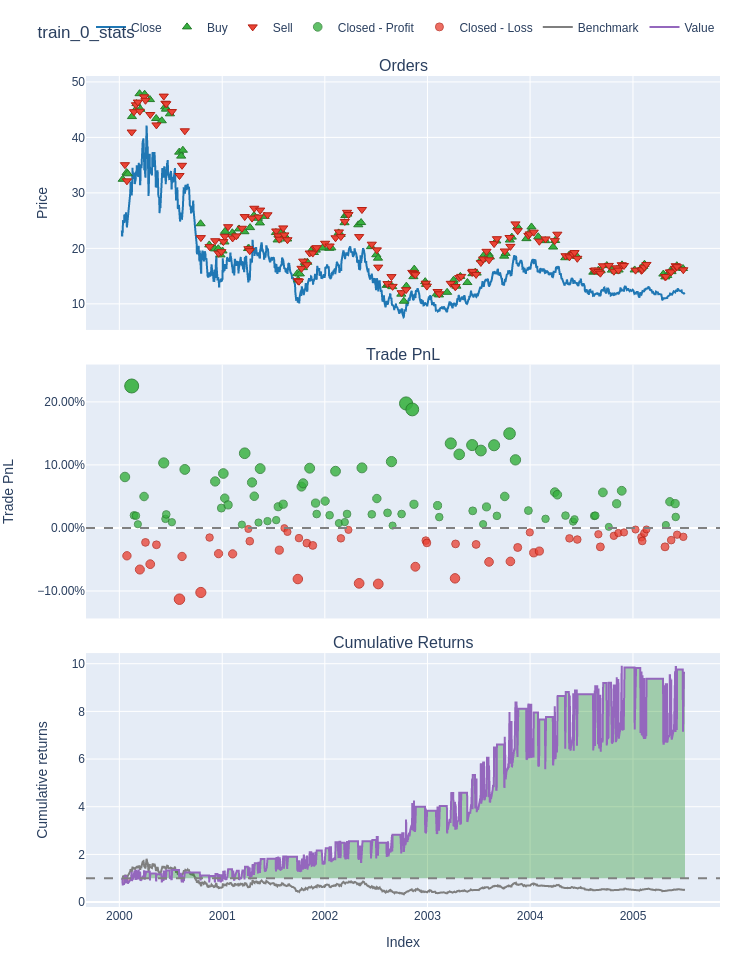 train_0_stats
Close Buy Sell Closed - Profit Closed - Loss Benchmark Value
Orders
50
40
30
20
10
Price
Trade PnL
20.00%
10.00%
0.00%
−10.00%
Trade PnL
Cumulative Returns
10
8
6
4
2
0
Cumulative returns
2000 2001 2002 2003 2004 2005
Index